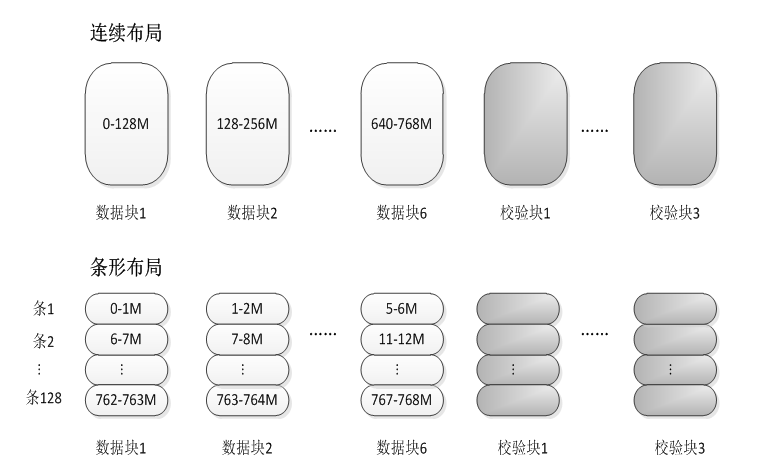 连续布局
0-128M 128-256M ...... 640-768M ......
数据块1 数据块2 数据块6 校验块1 校验块3
条形布局
条1 0-1M 1-2M 5-6M
条2 6-7M 7-8M ...... 11-12M ......
⋮ ⋮ ⋮ ⋮ ⋮ ⋮
条128 762-763M 763-764M 767-768M
数据块1 数据块2 数据块6 校验块1 校验块3